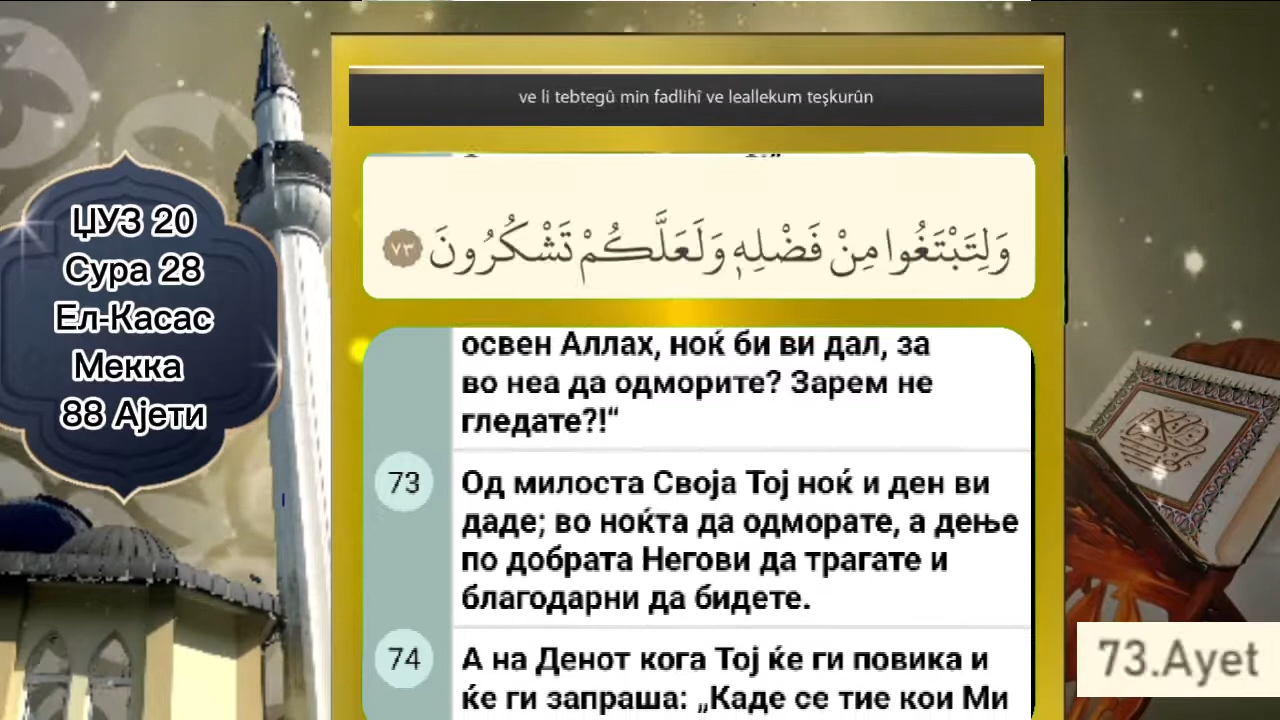 ve li tebtegû min fadlihî ve leallekum teşkurûn
وَلِتَبْتَغُوا مِنْ فَضْلِهٖ وَلَعَلَّكُمْ تَشْكُرُونَ ﴿٧٣﴾
ЏУЗ 20
Сура 28
Ел-Касас
Мекка
88 Ајети
освен Аллах, ноќ би ви дал, за
во неа да одморите? Зарем не
гледате?!“
73
Од милоста Своја Тој ноќ и ден ви
даде; во ноќта да одморате, а дење
по добрата Негови да трагате и
благодарни да бидете.
74
А на Денот кога Тој ќе ги повика и
ќе ги запраша: „Каде се тие кои Ми
73.Ayet